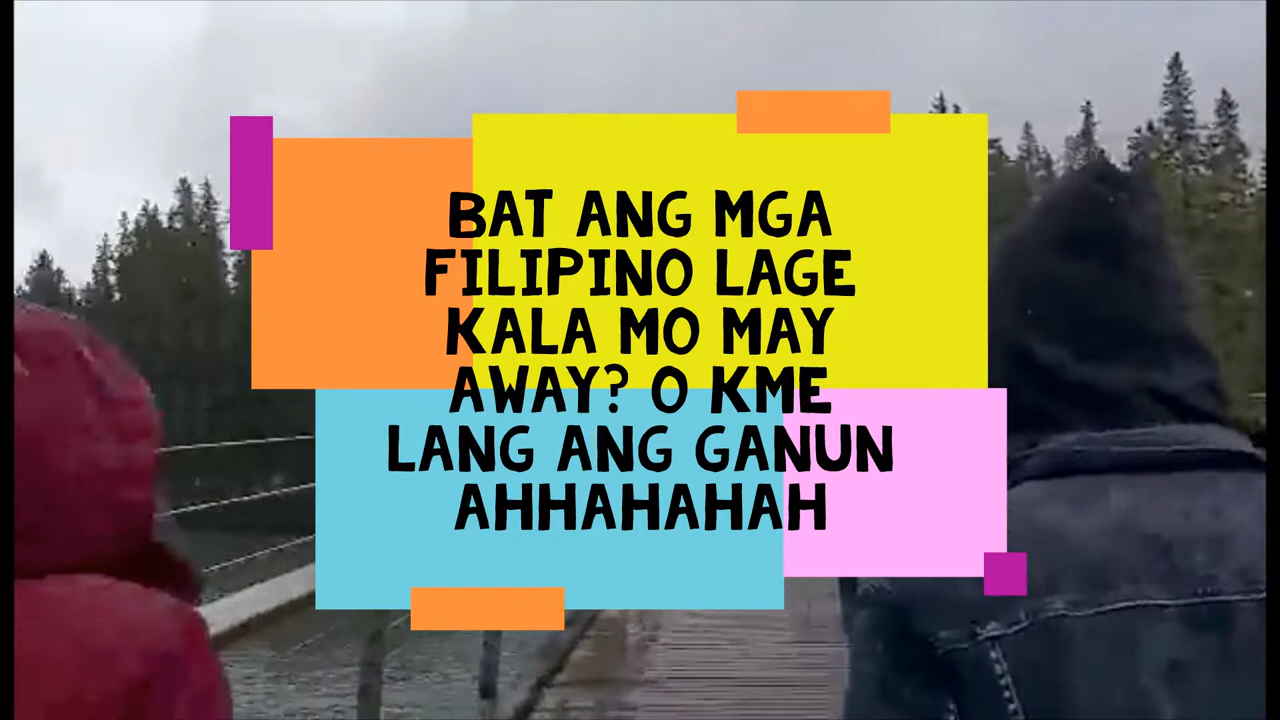 BAT ANG MGA
FILIPINO LAGE
KALA MO MAY
AWAY? O KME
LANG ANG GANUN
AHHAHAHAH